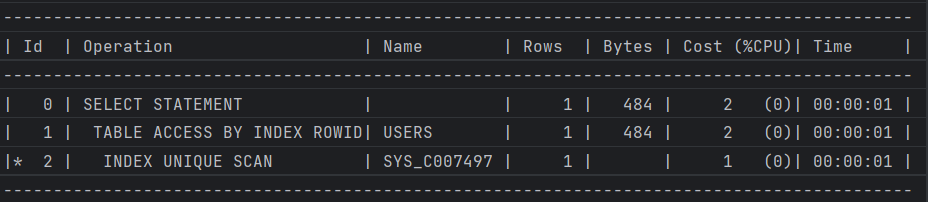 ---------------------------------------------------------------------------------------------
| Id  | Operation                   | Name        | Rows  | Bytes | Cost (%CPU)| Time     |
---------------------------------------------------------------------------------------------
|   0 | SELECT STATEMENT            |             |     1 |   484 |     2   (0)| 00:00:01 |
|   1 |  TABLE ACCESS BY INDEX ROWID| USERS       |     1 |   484 |     2   (0)| 00:00:01 |
|*  2 |   INDEX UNIQUE SCAN         | SYS_C007497 |     1 |       |     1   (0)| 00:00:01 |
---------------------------------------------------------------------------------------------